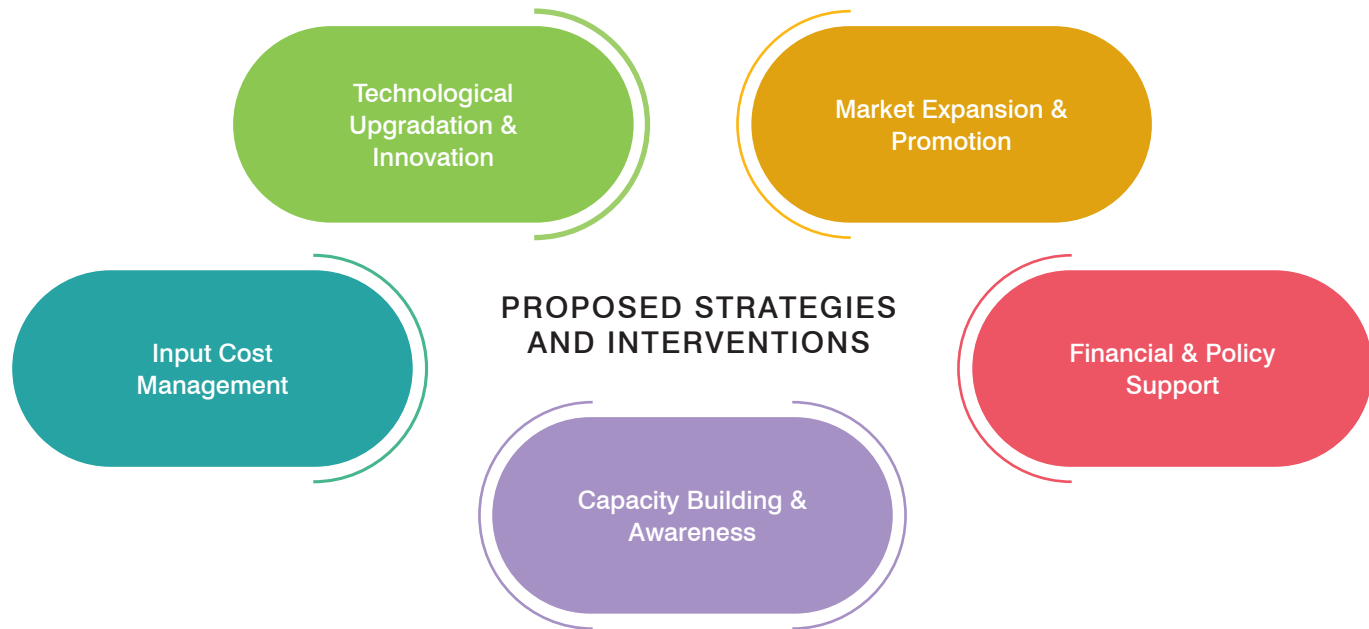 Technological
Upgradation &
Innovation
Market Expansion &
Promotion
PROPOSED STRATEGIES
AND INTERVENTIONS
Input Cost
Management
Financial & Policy
Support
Capacity Building &
Awareness